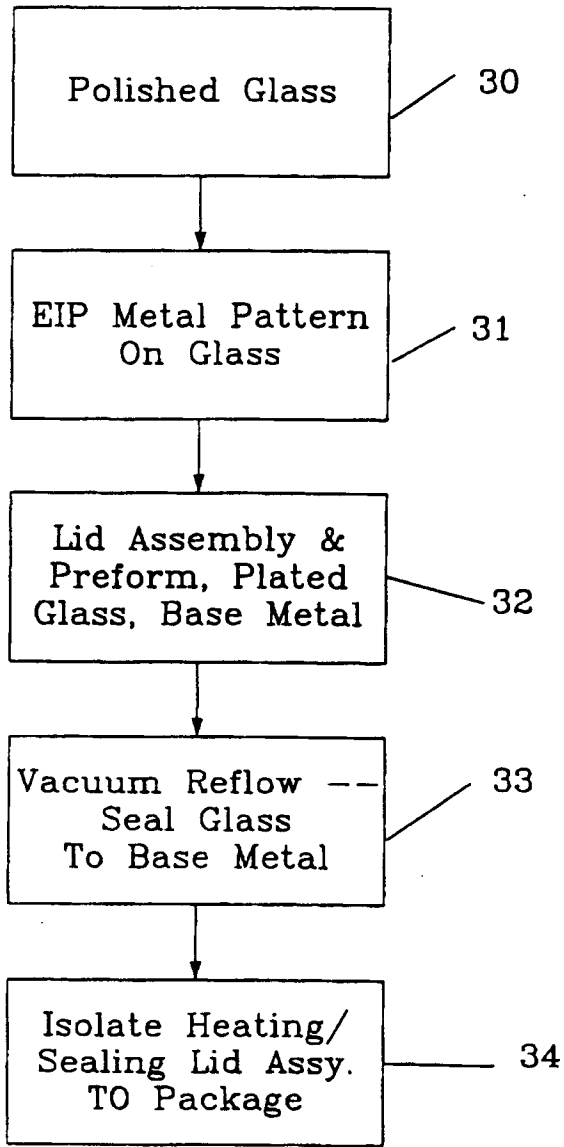 Polished Glass
30
EIP Metal Pattern
On Glass
31
Lid Assembly &
Preform, Plated
Glass, Base Metal
32
Vacuum Reflow --
Seal Glass
To Base Metal
33
Isolate Heating/
Sealing Lid Assy.
TO Package
34